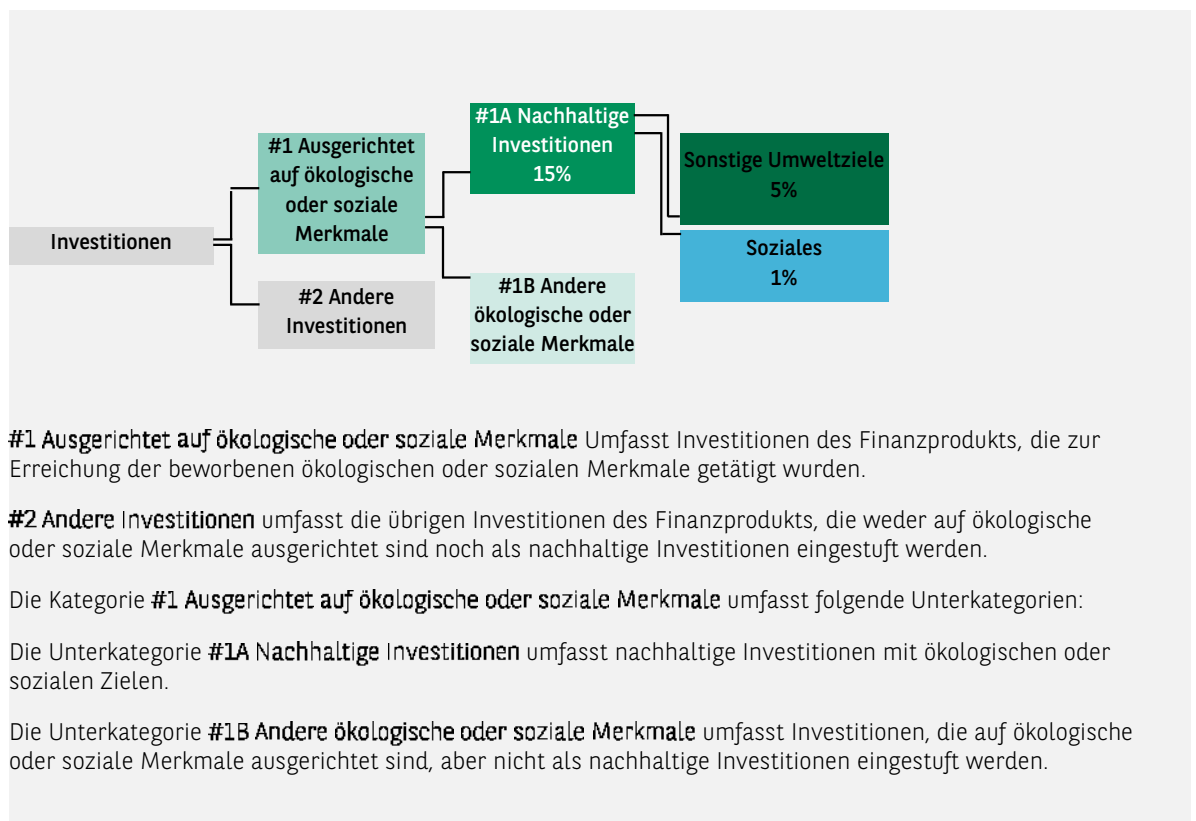 #1A Nachhaltige
Investitionen
15%
#1 Ausgerichtet
auf ökologische
oder soziale
Merkmale
Sonstige Umweltziele
5%
Investitionen
Soziales
1%
#2 Andere
Investitionen
#1B Andere
ökologische oder
soziale Merkmale
#1 Ausgerichtet auf ökologische oder soziale Merkmale Umfasst Investitionen des Finanzprodukts, die zur
Erreichung der beworbenen ökologischen oder sozialen Merkmale getätigt wurden.
#2 Andere Investitionen umfasst die übrigen Investitionen des Finanzprodukts, die weder auf ökologische
oder soziale Merkmale ausgerichtet sind noch als nachhaltige Investitionen eingestuft werden.
Die Kategorie #1 Ausgerichtet auf ökologische oder soziale Merkmale umfasst folgende Unterkategorien:
Die Unterkategorie #1A Nachhaltige Investitionen umfasst nachhaltige Investitionen mit ökologischen oder
sozialen Zielen.
Die Unterkategorie #1B Andere ökologische oder soziale Merkmale umfasst Investitionen, die auf ökologische
oder soziale Merkmale ausgerichtet sind, aber nicht als nachhaltige Investitionen eingestuft werden.